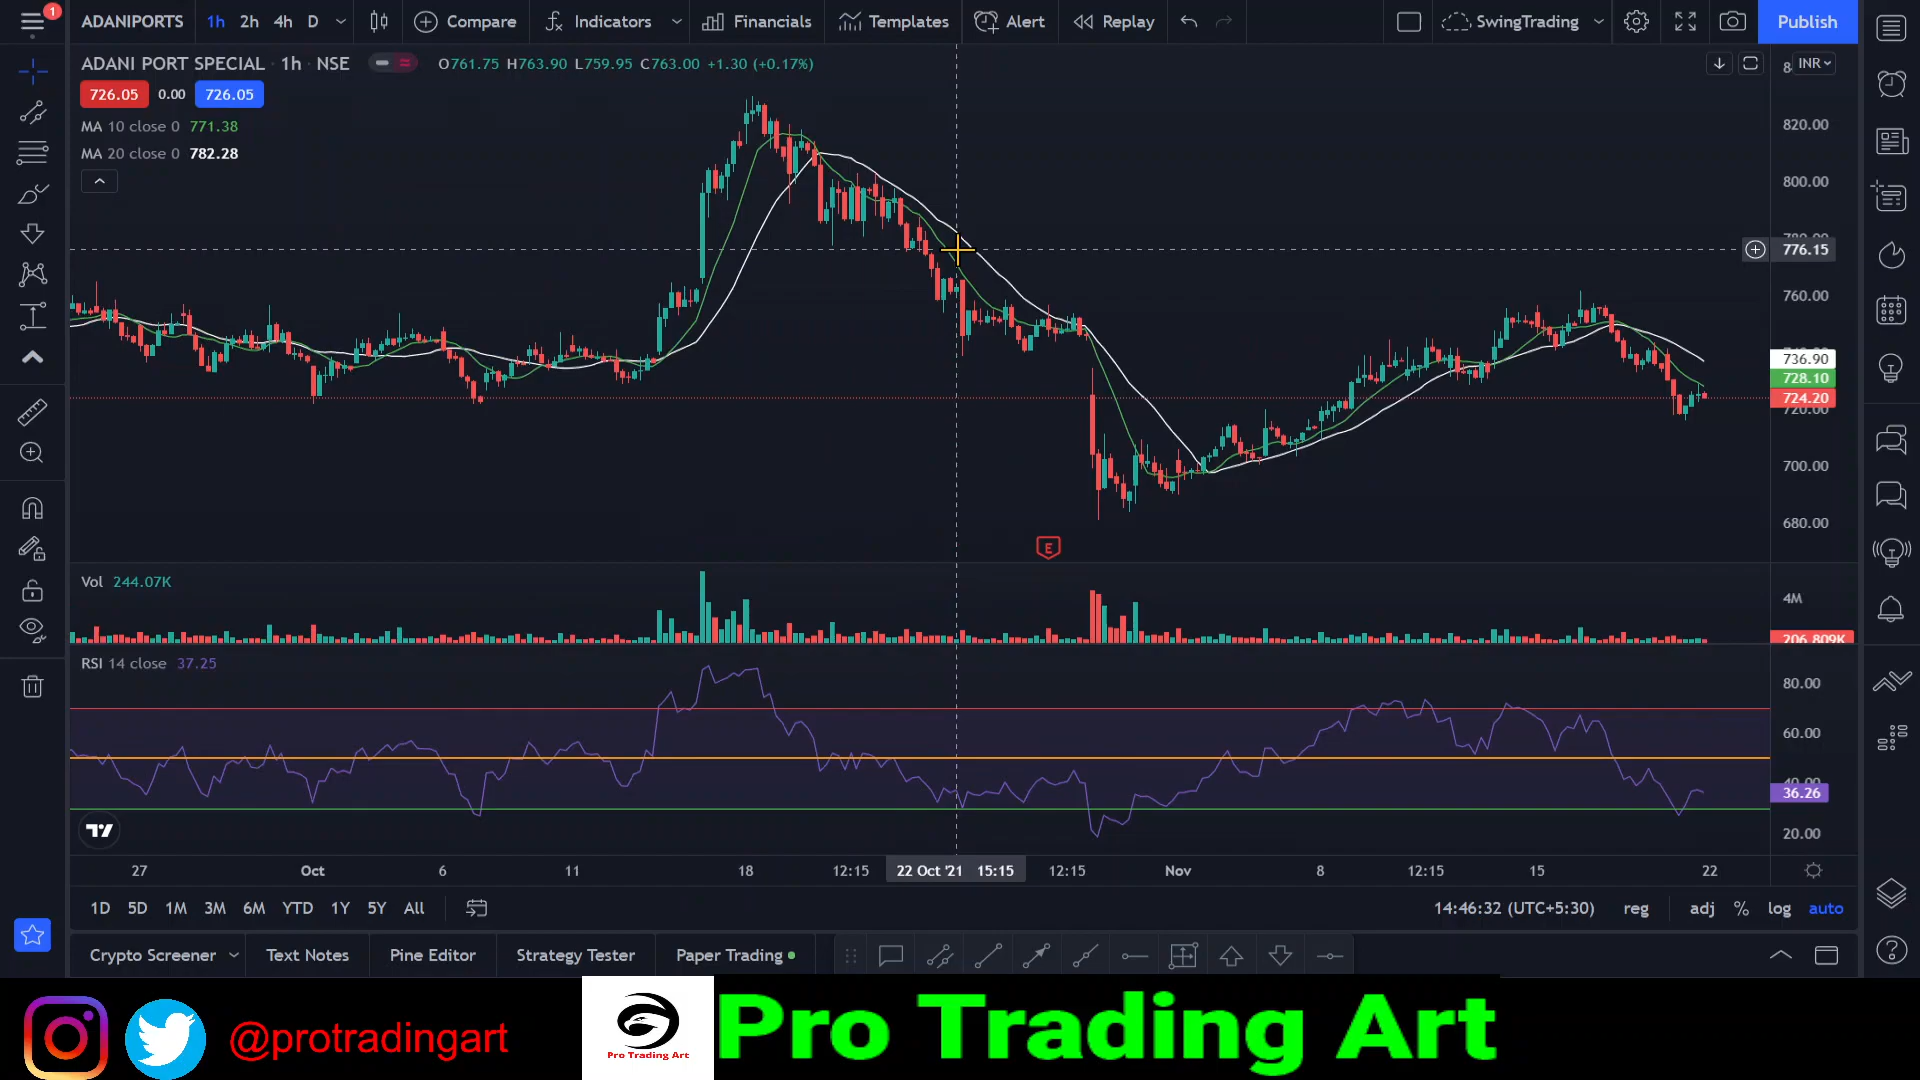 1
ADANIPORTS
1h 2h 4h D
Compare
Indicators
Financials
Templates
Alert
Replay
SwingTrading
Publish
ADANI PORT SPECIAL · 1h · NSE
O761.75 H763.90 L759.95 C763.00 +1.30 (+0.17%)
INR
726.05 0.00 726.05
MA 10 close 0 771.38
MA 20 close 0 782.28
820.00
800.00
776.15
760.00
736.90
728.10
724.20
720.00
700.00
680.00
E
Vol 244.07K
4M
206.809K
RSI 14 close 37.25
80.00
60.00
40.00
36.26
20.00
27 Oct 6 11 18 12:15 22 Oct '21 15:15 12:15 Nov 8 12:15 15 22
1D 5D 1M 3M 6M YTD 1Y 5Y All
14:46:32 (UTC+5:30) reg adj % log auto
Crypto Screener Text Notes Pine Editor Strategy Tester Paper Trading
@protradingart
Pro Trading Art
Pro Trading Art